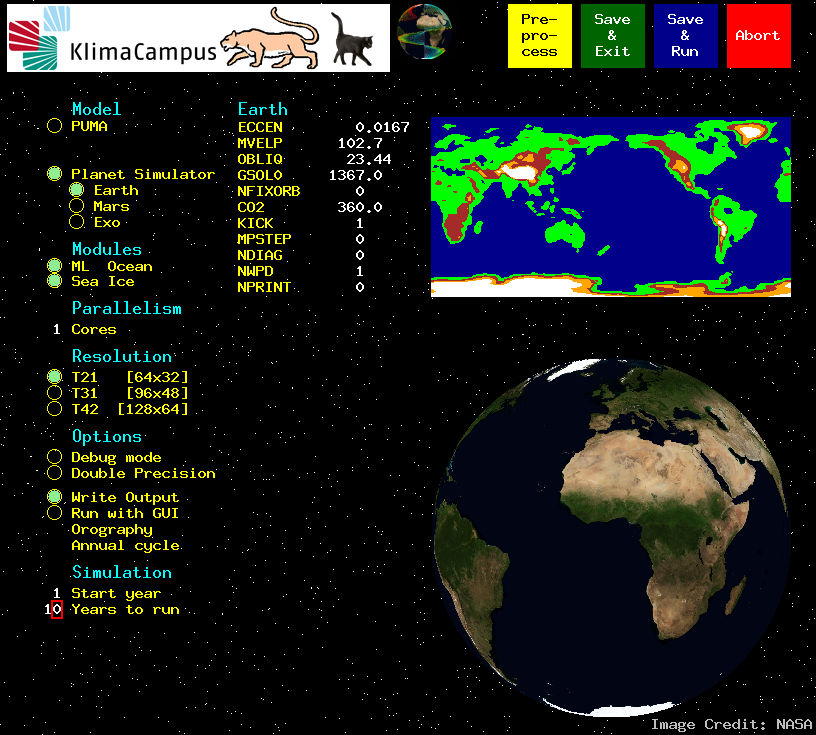 KlimaCampus
Pre-
pro-
cess
Save
&
Exit
Save
&
Run
Abort
Model
PUMA
Planet Simulator
Earth
Mars
Exo
Modules
ML Ocean
Sea Ice
Parallelism
1 Cores
Resolution
T21 [64x32]
T31 [96x48]
T42 [128x64]
Options
Debug mode
Double Precision
Write Output
Run with GUI
Orography
Annual cycle
Simulation
1 Start year
10 Years to run
Earth
ECCEN 0.0167
MVELP 102.7
OBLIQ 23.44
GSOL0 1367.0
NFIXORB 0
CO2 360.0
KICK 1
MPSTEP 0
NDIAG 0
NWPD 1
NPRINT 0
Image Credit: NASA